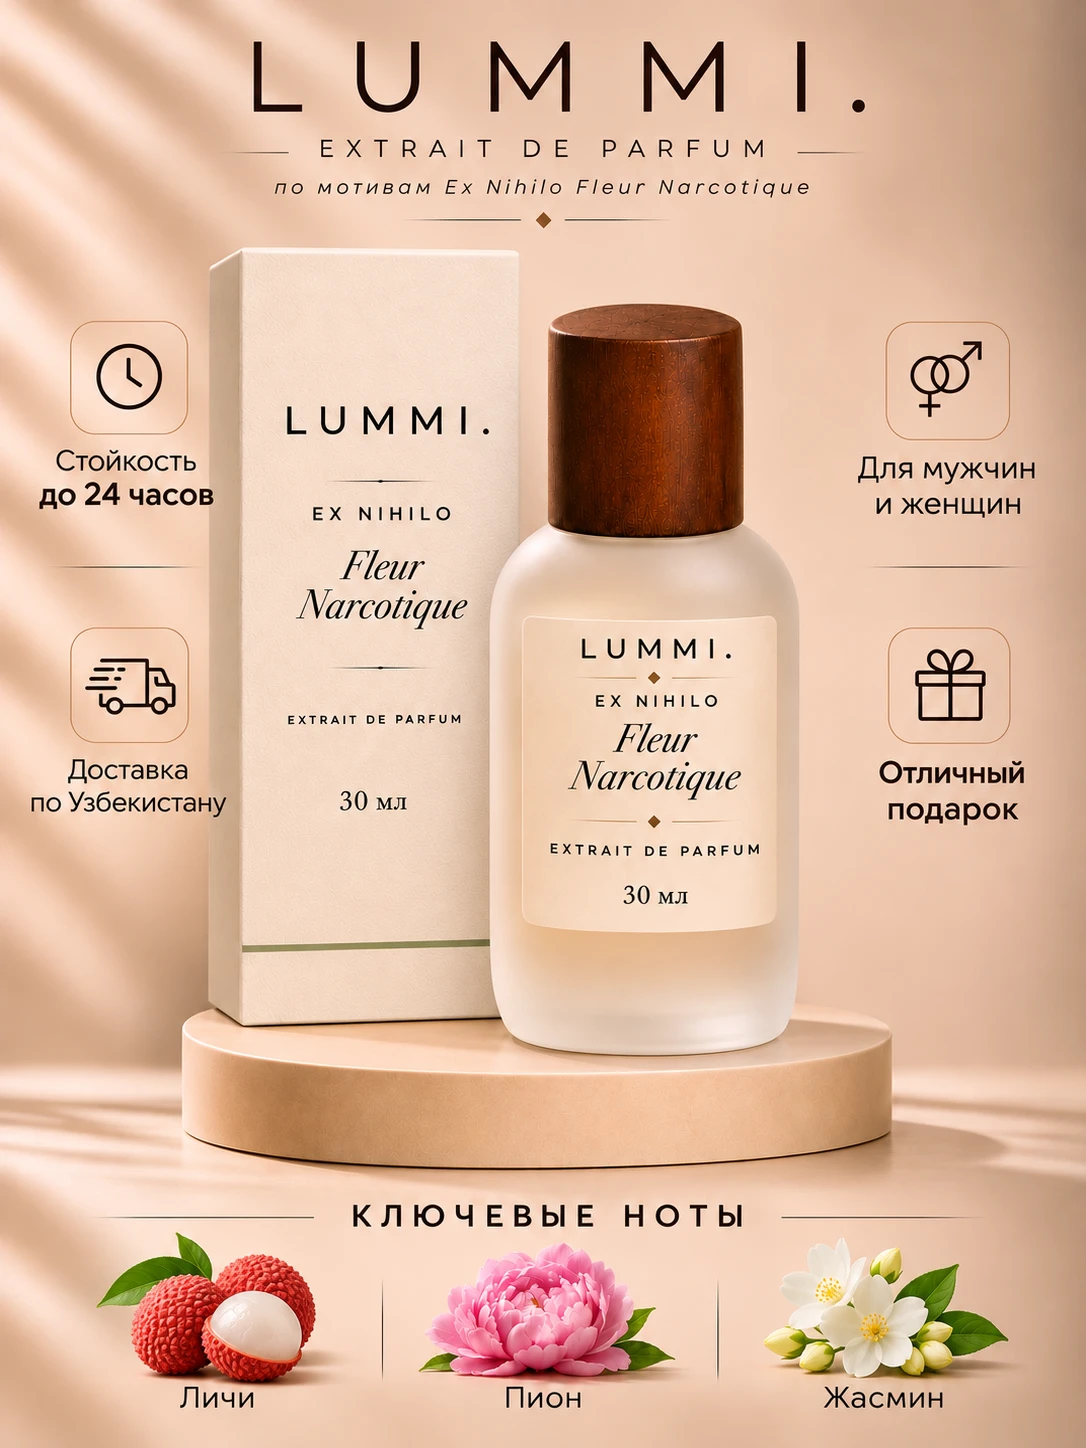 LUMMI.
EXTRAIT DE PARFUM
по мотивам Ex Nihilo Fleur Narcotique
LUMMI.
EX NIHILO
Fleur
Narcotique
EXTRAIT DE PARFUM
30 мл
LUMMI.
EX NIHILO
Fleur
Narcotique
EXTRAIT DE PARFUM
30 мл
Стойкость
до 24 часов
Доставка
по Узбекистану
Для мужчин
и женщин
Отличный
подарок
КЛЮЧЕВЫЕ НОТЫ
Личи
Пион
Жасмин